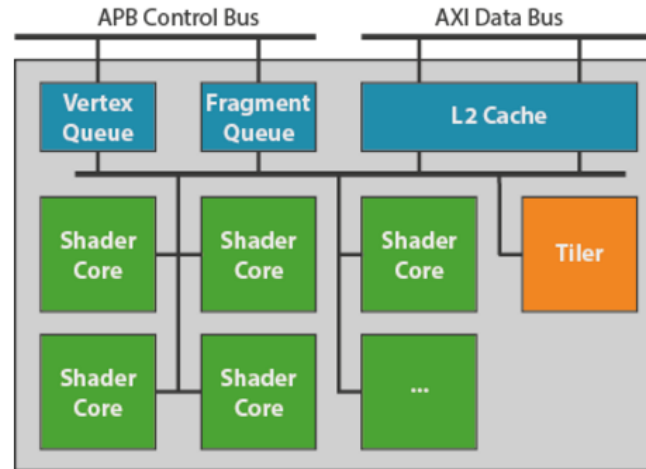 APB Control Bus
AXI Data Bus
Vertex
Queue
Fragment
Queue
L2 Cache
Shader
Core
Shader
Core
Shader
Core
Tiler
Shader
Core
Shader
Core
...